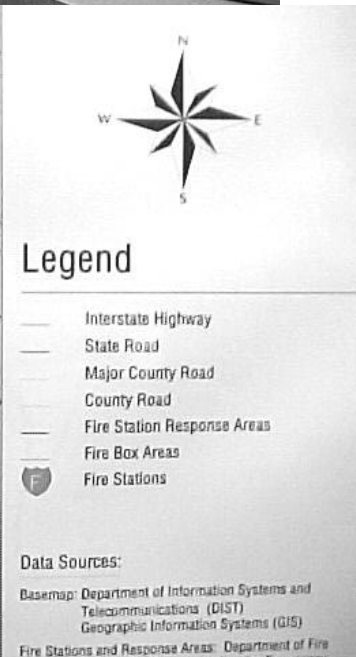 N
W E
S
Legend
Interstate Highway
State Road
Major County Road
County Road
Fire Station Response Areas
Fire Box Areas
F Fire Stations
Data Sources:
Basemap: Department of Information Systems and
Telecommunications (DIST)
Geographic Information Systems (GIS)
Fire Stations and Response Areas: Department of Fire